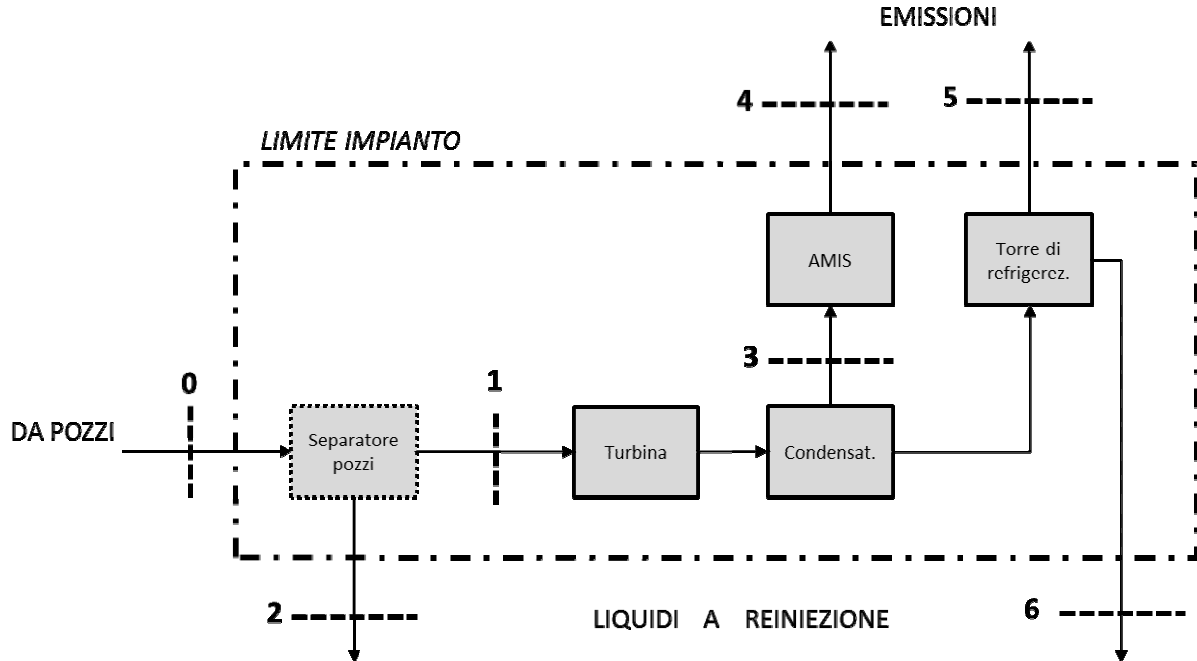 EMISSIONI
4
5
LIMITE IMPIANTO
AMIS
Torre di
refrigerez.
3
0
1
DA POZZI
Separatore
pozzi
Turbina
Condensat.
2
LIQUIDI A REINIEZIONE
6